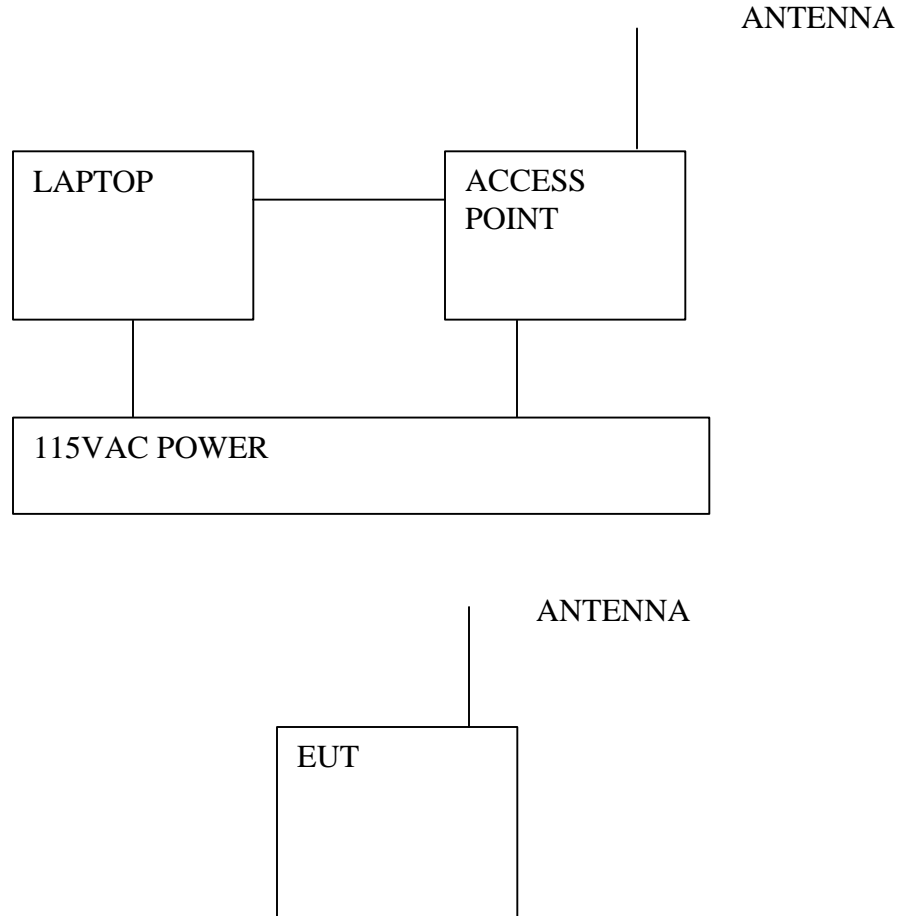 ANTENNA
LAPTOP
ACCESS
POINT
115VAC POWER
ANTENNA
EUT